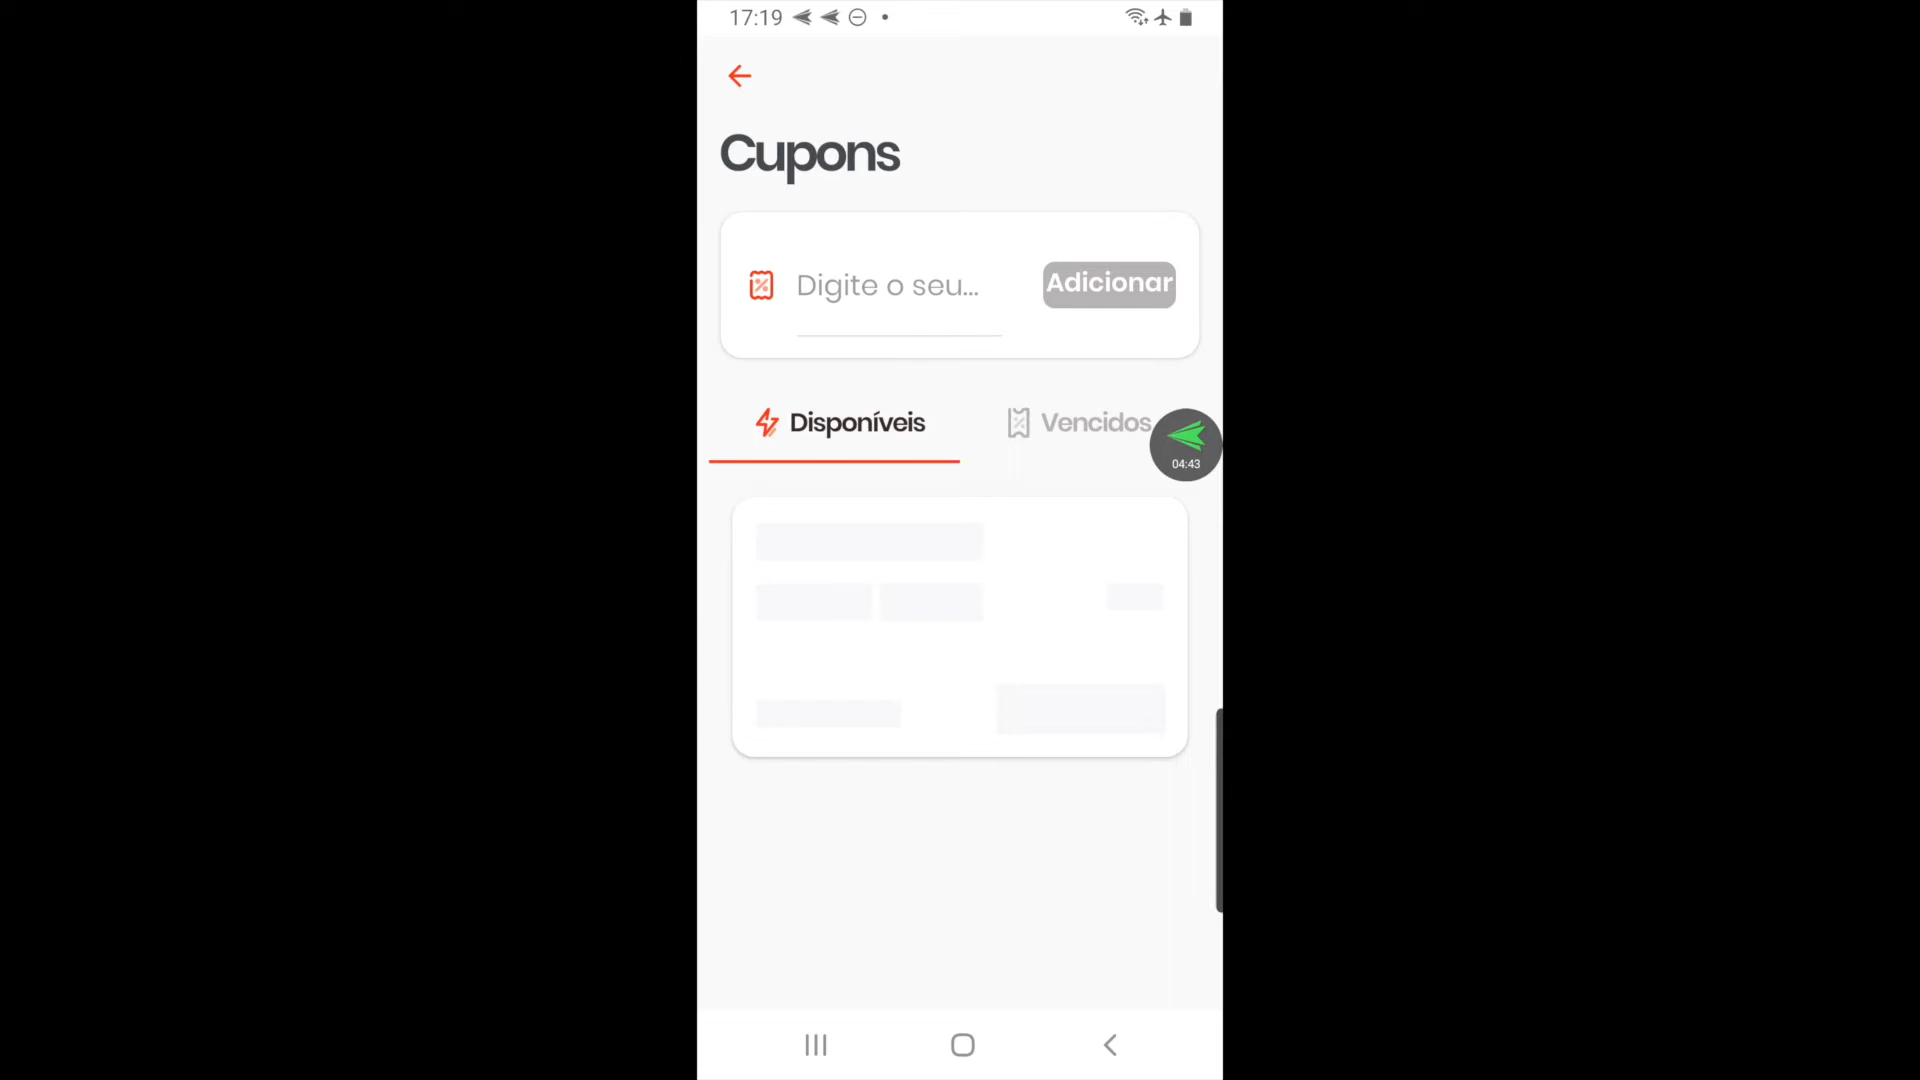 17:19
Cupons
Digite o seu...
Adicionar
Disponíveis
Vencidos
04:43